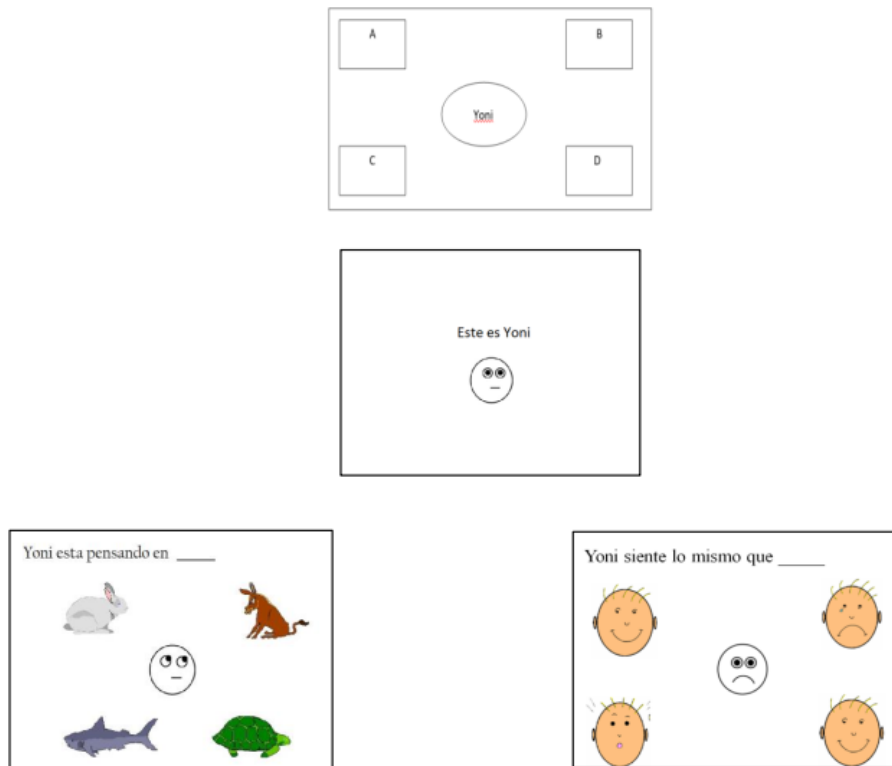 A
B
Yoni
C
D
Este es Yoni
Yoni esta pensando en _____
Yoni siente lo mismo que _____